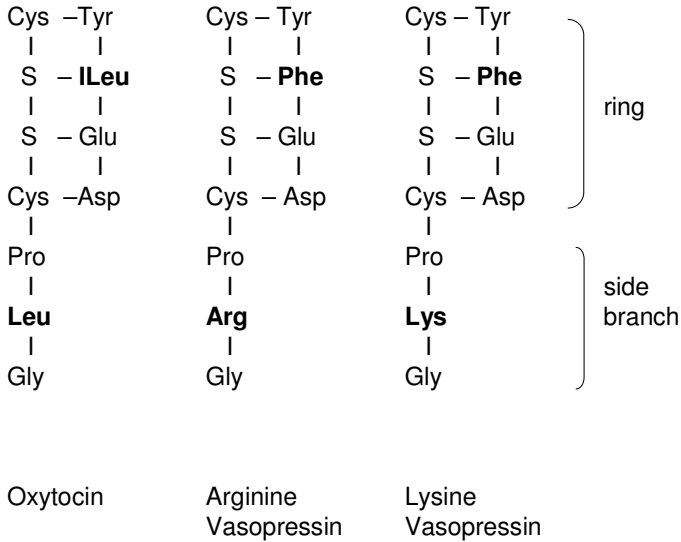 Cys –Tyr Cys – Tyr Cys – Tyr
I I I I I I
S – ILeu S – Phe S – Phe
I I I I I I ring
S – Glu S – Glu S – Glu
I I I I I I
Cys –Asp Cys – Asp Cys – Asp
I I I
Pro Pro Pro
I I I side
Leu Arg Lys branch
I I I
Gly Gly Gly
Oxytocin Arginine Lysine
Vasopressin Vasopressin